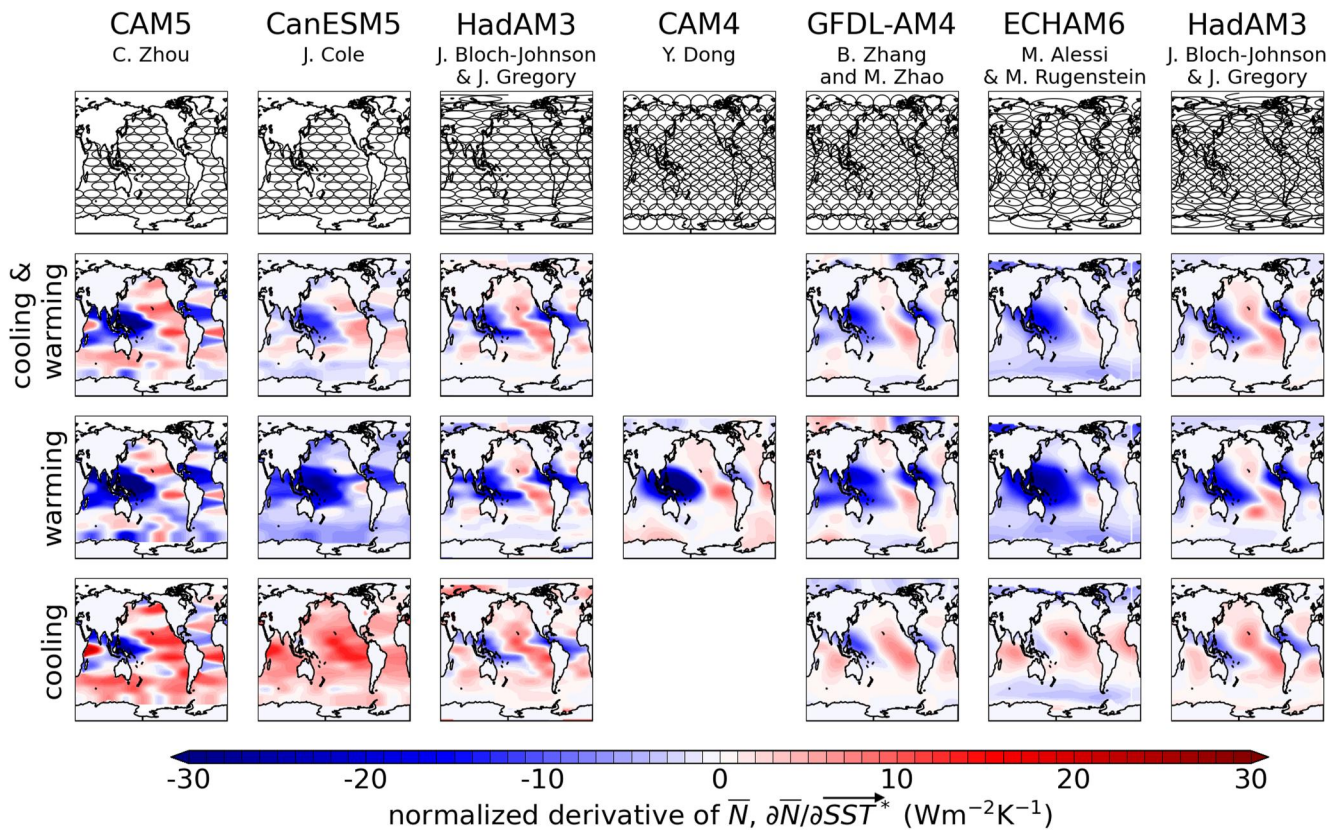 CAM5
C. Zhou
CanESM5
J. Cole
HadAM3
J. Bloch-Johnson
& J. Gregory
CAM4
Y. Dong
GFDL-AM4
B. Zhang
and M. Zhao
ECHAM6
M. Alessi
& M. Rugenstein
HadAM3
J. Bloch-Johnson
& J. Gregory
cooling &
warming
warming
cooling
-30 -20 -10 0 10 20 30
normalized derivative of N̅, ∂N̅/∂SST⃗* (Wm⁻²K⁻¹)